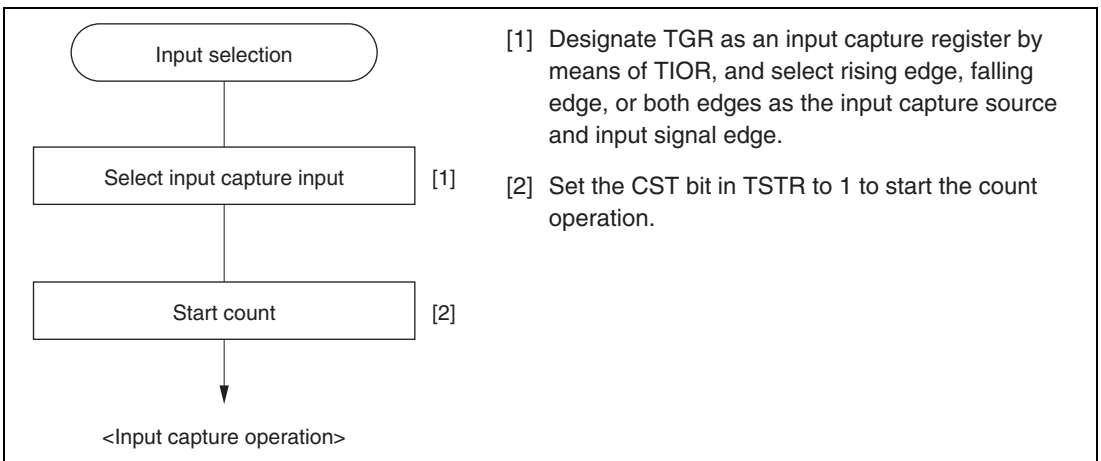 Input selection
Select input capture input
[1]
Start count
[2]
<Input capture operation>
[1] Designate TGR as an input capture register by
means of TIOR, and select rising edge, falling
edge, or both edges as the input capture source
and input signal edge.
[2] Set the CST bit in TSTR to 1 to start the count
operation.